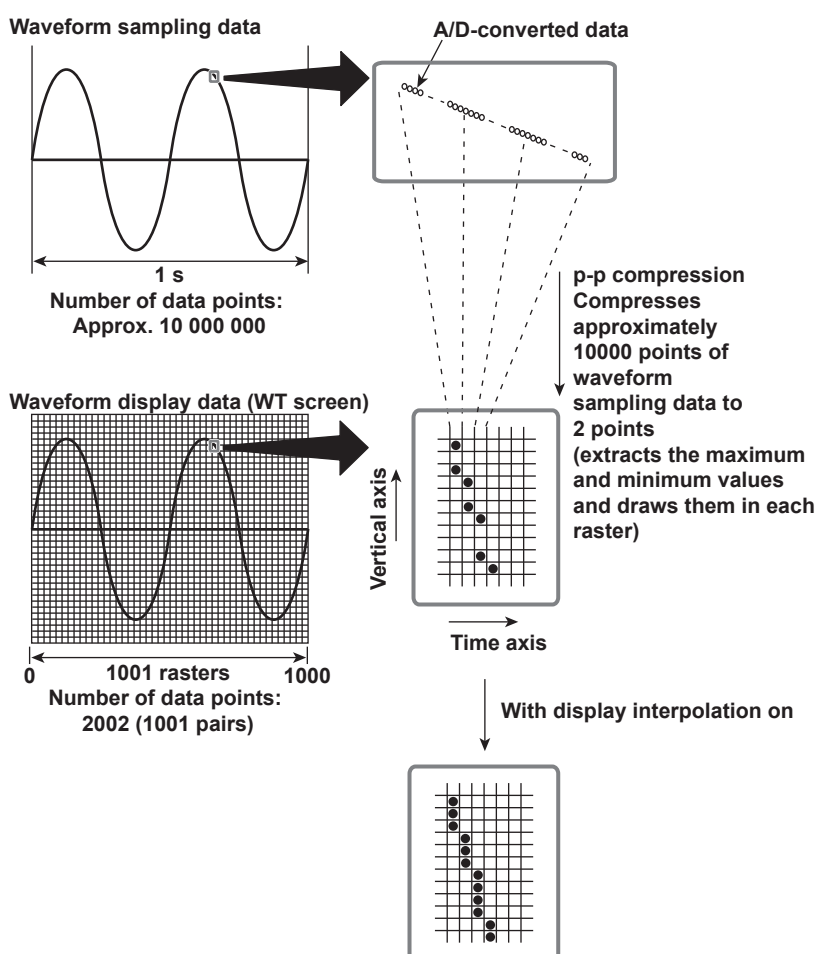 Waveform sampling data
A/D-converted data
1 s
Number of data points:
Approx. 10 000 000
p-p compression
Compresses
approximately
10000 points of
waveform
sampling data to
2 points
(extracts the maximum
and minimum values
and draws them in each
raster)
Waveform display data (WT screen)
Vertical axis
Time axis
0
1001 rasters
1000
Number of data points:
2002 (1001 pairs)
With display interpolation on